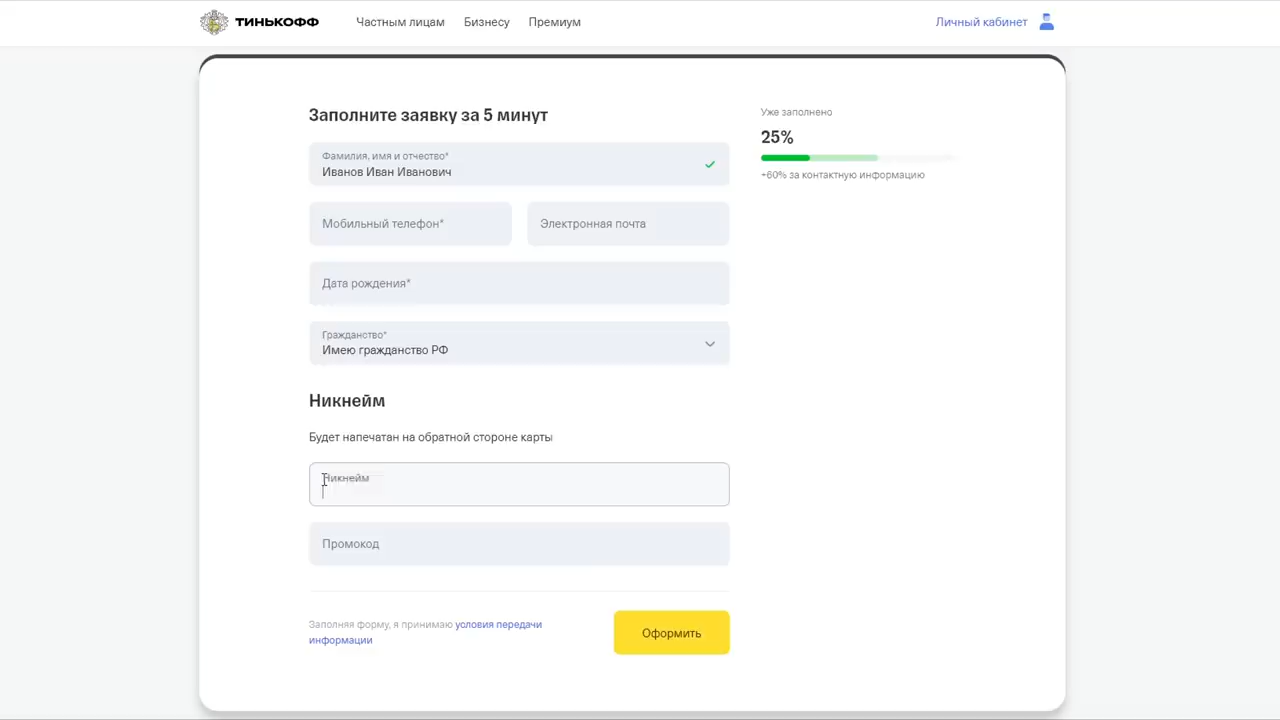 ТИНЬКОФФ
Частным лицам
Бизнесу
Премиум
Личный кабинет
Заполните заявку за 5 минут
Фамилия, имя и отчество*
Иванов Иван Иванович
Мобильный телефон*
Электронная почта
Дата рождения*
Гражданство*
Имею гражданство РФ
Никнейм
Будет напечатан на обратной стороне карты
Никнейм
Промокод
Заполняя форму, я принимаю условия передачи
информации
Оформить
Уже заполнено
25%
+60% за контактную информацию